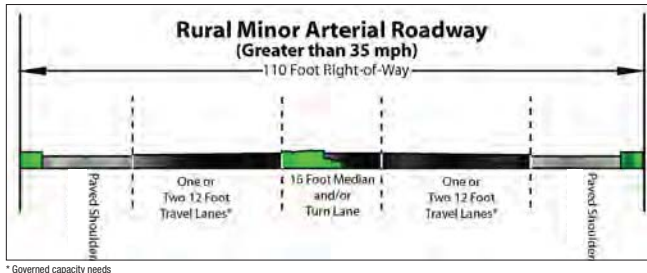 Rural Minor Arterial Roadway
(Greater than 35 mph)
110 Foot Right-of-Way
Paved Shoulder
One or
Two 12 Foot
Travel Lanes*
16 Foot Median
and/or
Turn Lane
One or
Two 12 Foot
Travel Lanes*
Paved Shoulder
* Governed capacity needs